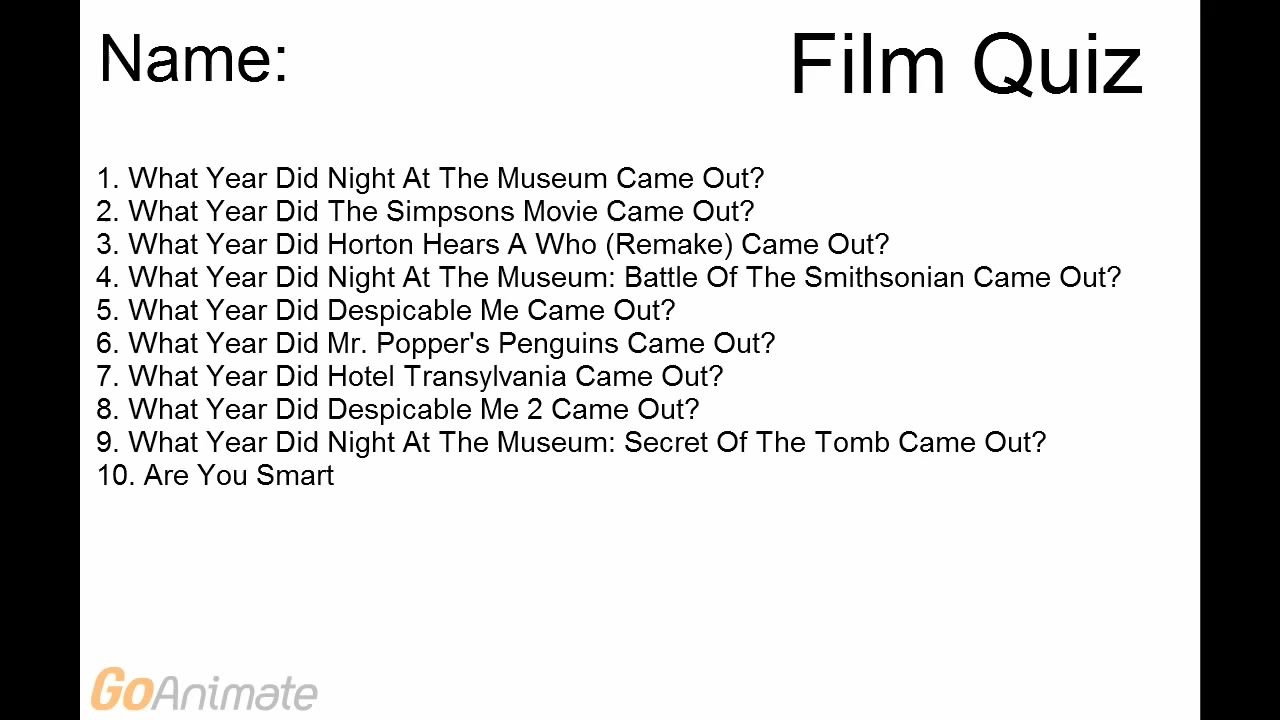 Name:
Film Quiz
1. What Year Did Night At The Museum Came Out?
2. What Year Did The Simpsons Movie Came Out?
3. What Year Did Horton Hears A Who (Remake) Came Out?
4. What Year Did Night At The Museum: Battle Of The Smithsonian Came Out?
5. What Year Did Despicable Me Came Out?
6. What Year Did Mr. Popper's Penguins Came Out?
7. What Year Did Hotel Transylvania Came Out?
8. What Year Did Despicable Me 2 Came Out?
9. What Year Did Night At The Museum: Secret Of The Tomb Came Out?
10. Are You Smart
GoAnimate